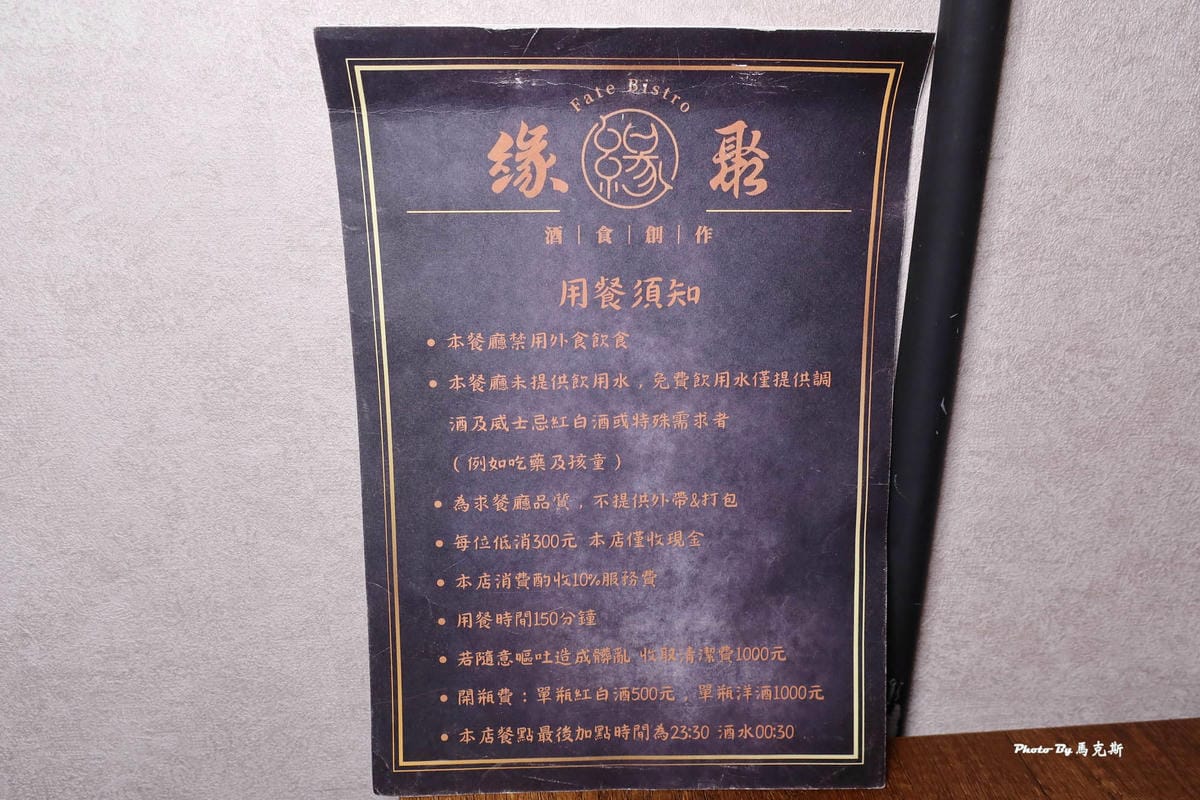 Fate Bistro
緣 緣 聚
酒｜食｜創｜作
用餐須知
• 本餐廳禁用外食飲食
• 本餐廳未提供飲用水，免費飲用水僅提供調
酒及威士忌紅白酒或特殊需求者
（例如吃藥及孩童）
• 為求餐廳品質，不提供外帶&打包
• 每位低消300元 本店僅收現金
• 本店消費酌收10%服務費
• 用餐時間150分鐘
• 若隨意嘔吐造成髒亂 收取清潔費1000元
• 開瓶費：單瓶紅白酒500元，單瓶洋酒1000元
• 本店餐點最後加點時間為23:30 酒水00:30
Photo By 馬克斯